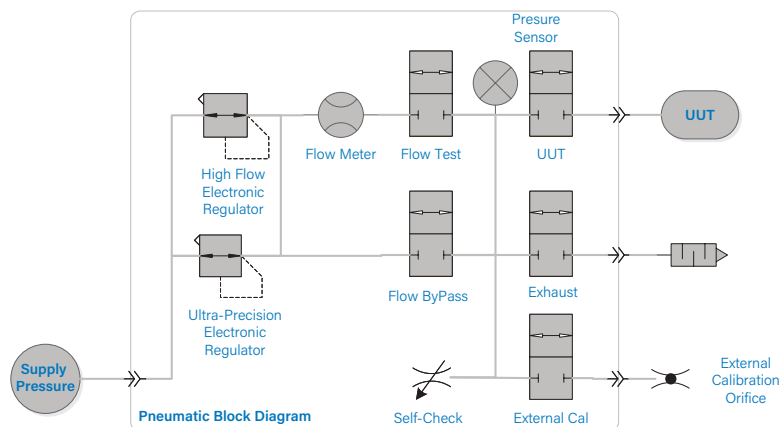 Presure
Sensor
UUT
Flow Meter
Flow Test
UUT
High Flow
Electronic
Regulator
Flow ByPass
Exhaust
Ultra-Precision
Electronic
Regulator
Supply
Pressure
External
Calibration
Orifice
Pneumatic Block Diagram
Self-Check
External Cal